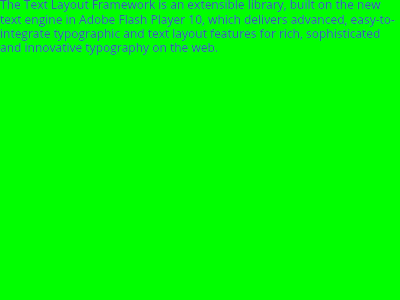 The Text Layout Framework is an extensible library, built on the new
text engine in Adobe Flash Player 10, which delivers advanced, easy-to-
integrate typographic and text layout features for rich, sophisticated
and innovative typography on the web.